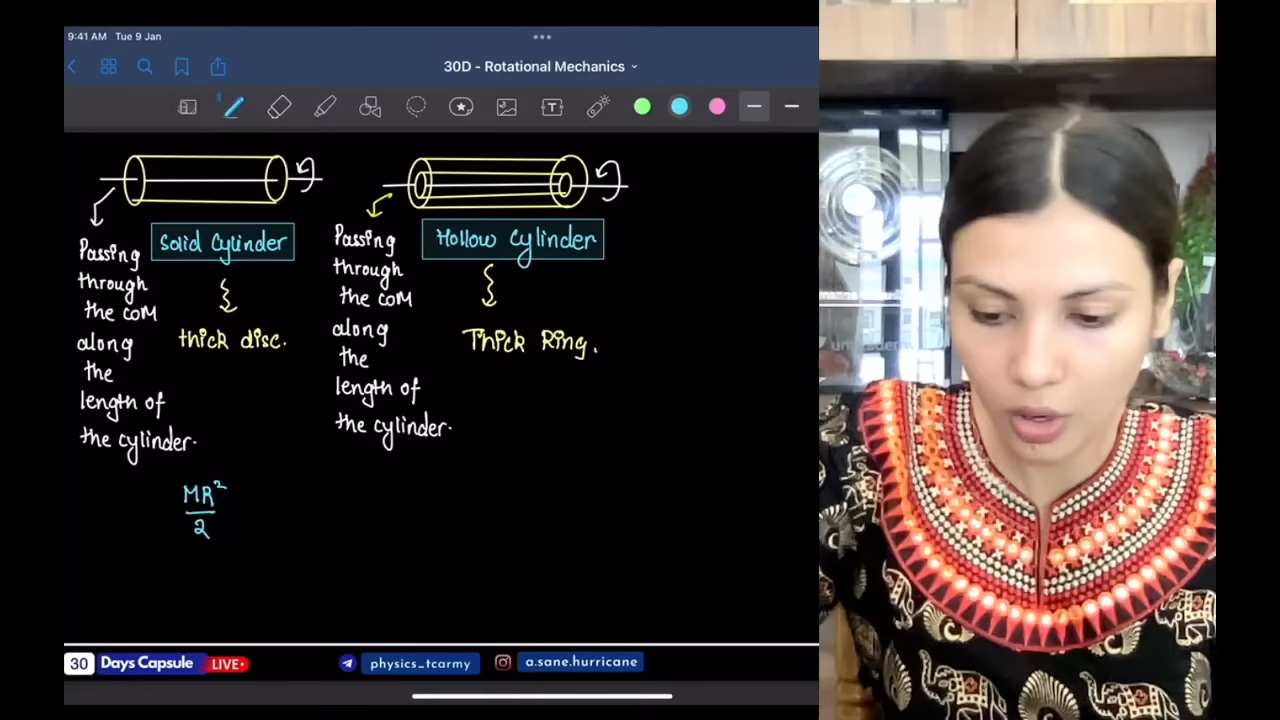 9:41 AM Tue 9 Jan
30D - Rotational Mechanics
Solid Cylinder
Passing
through
the COM
along
the
length of
the cylinder.
thick disc.
MR²
2
Hollow Cylinder
Passing
through
the COM
along
the
length of
the cylinder.
Thick Ring.
30 Days Capsule LIVE
physics_tcarmy
a.sane.hurricane